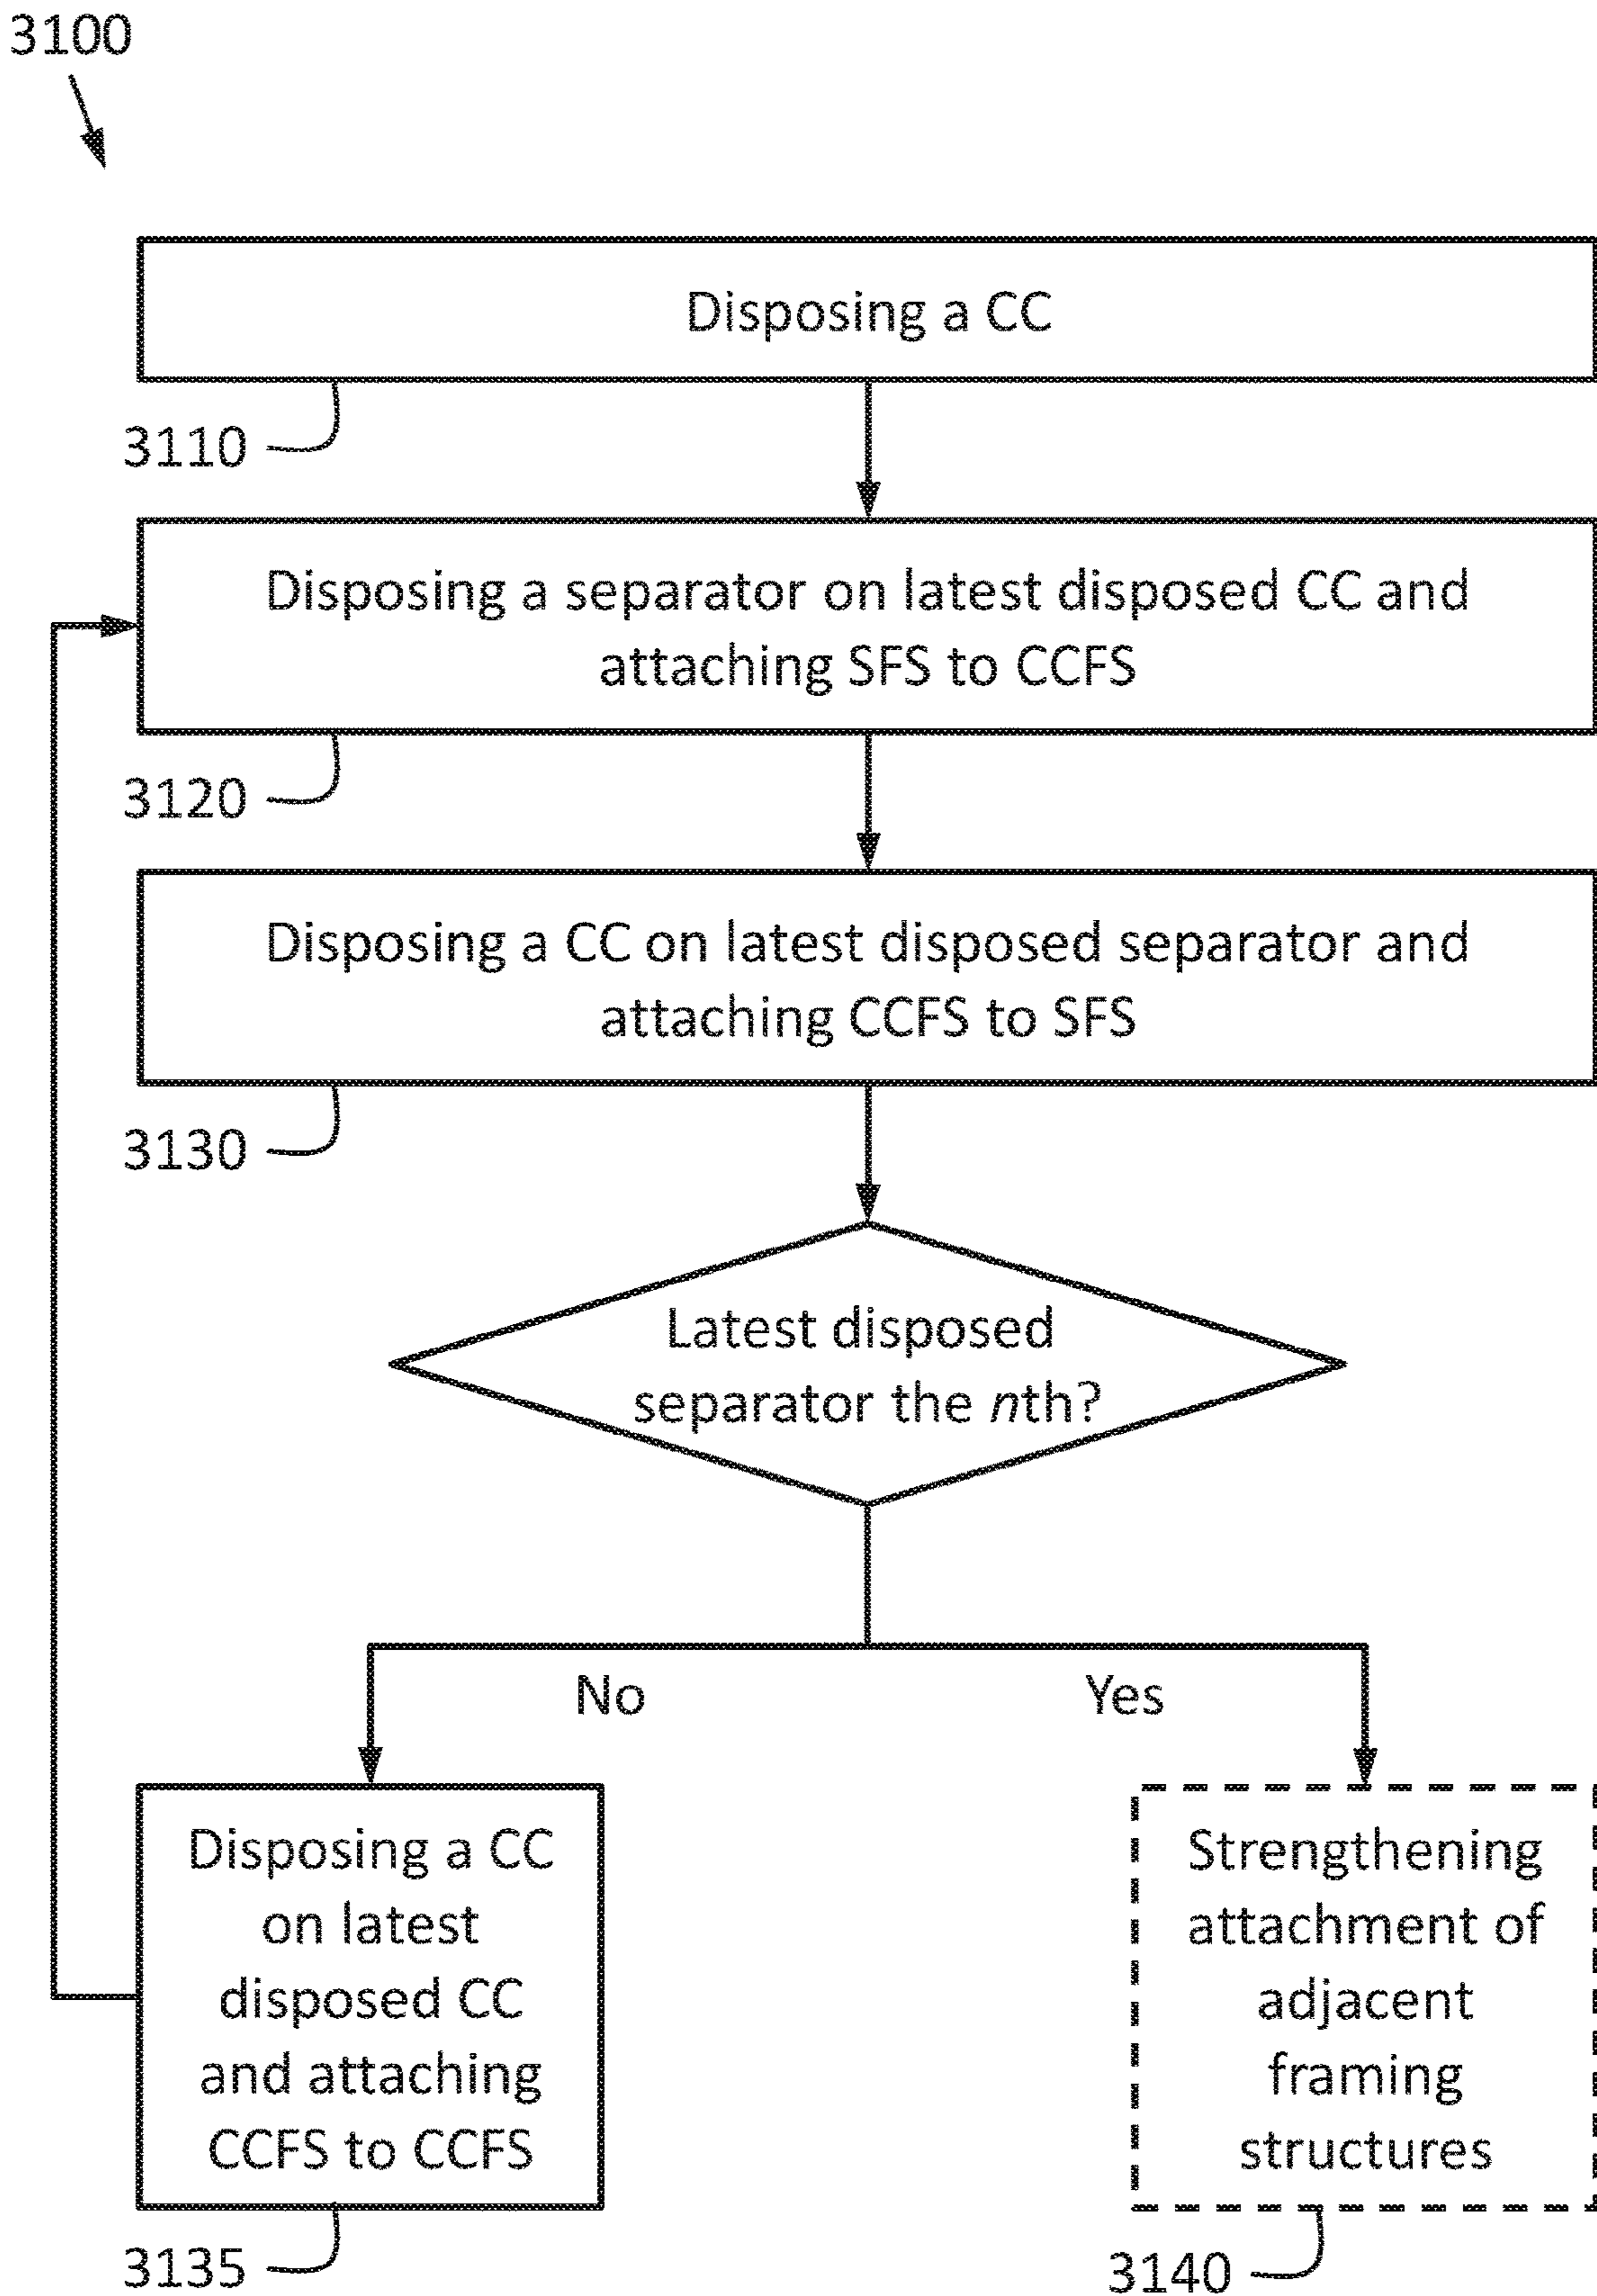 3100
Disposing a CC
3110
Disposing a separator on latest disposed CC and
attaching SFS to CCFS
3120
Disposing a CC on latest disposed separator and
attaching CCFS to SFS
3130
Latest disposed
separator the nth?
No
Yes
Disposing a CC
on latest
disposed CC
and attaching
CCFS to CCFS
3135
Strengthening
attachment of
adjacent
framing
structures
3140